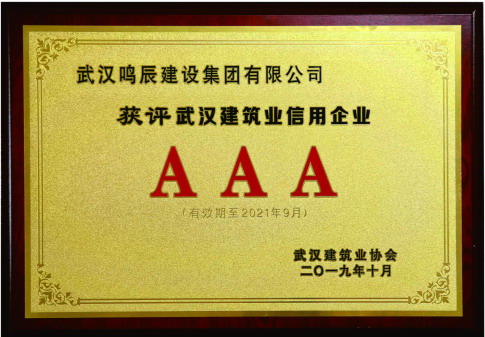 武汉鸣辰建设集团有限公司
获评武汉建筑业信用企业
AAA
(有效期至2021年9月)
武汉建筑业协会
二〇一九年十月